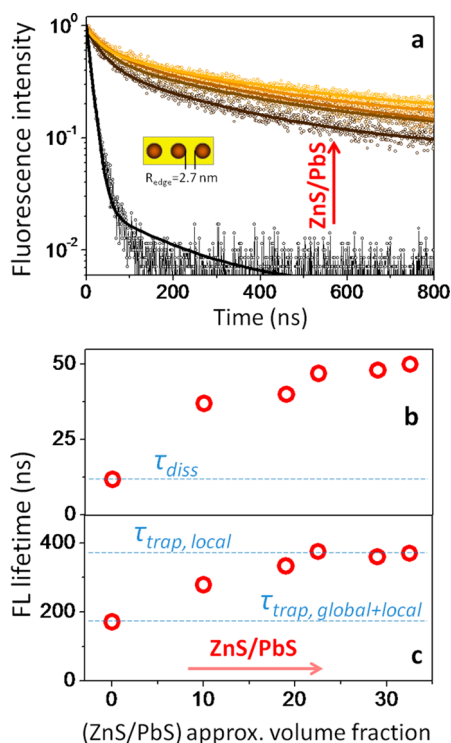 10⁰
a
10⁻¹
10⁻²
Fluorescence intensity
R_edge=2.7 nm
ZnS/PbS
0 200 400 600 800
Time (ns)
50
25
0
b
τ_diss
FL lifetime (ns)
400
200
0
τ_trap, local
τ_trap, global+local
ZnS/PbS
c
0 10 20 30
(ZnS/PbS) approx. volume fraction